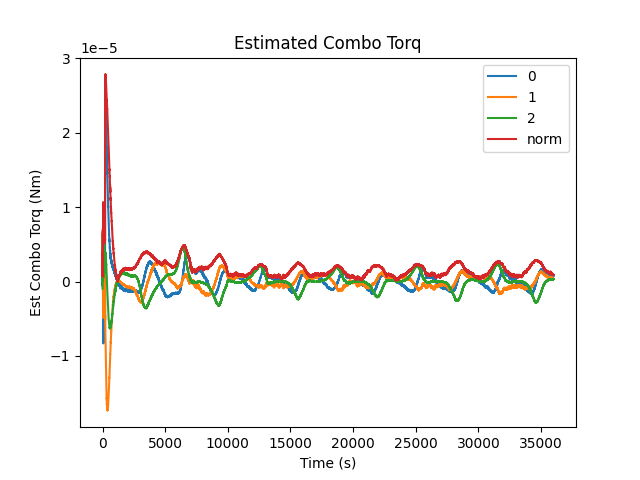 Estimated Combo Torq
1e−5
3
2
1
0
−1
Est Combo Torq (Nm)
0
1
2
norm
0 5000 10000 15000 20000 25000 30000 35000
Time (s)